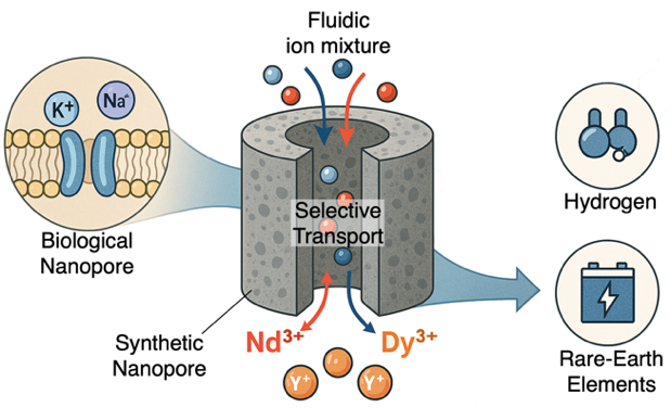 Fluidic
ion mixture
K+
Na+
Biological
Nanopore
Selective
Transport
Hydrogen
Synthetic
Nanopore
Nd3+
Dy3+
Y+
Y+
Rare-Earth
Elements